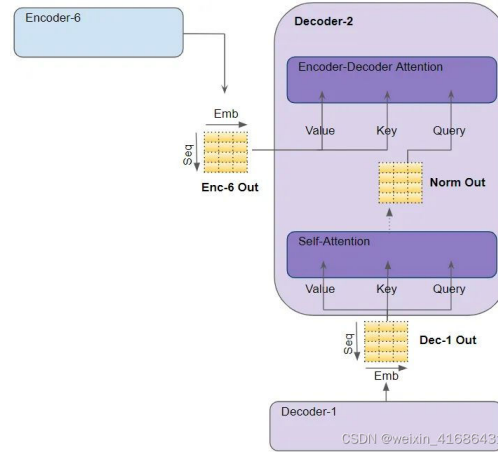 Encoder-6
Decoder-2
Encoder-Decoder Attention
Emb
Value Key Query
Seq
Enc-6 Out
Norm Out
Self-Attention
Value Key Query
Seq
Dec-1 Out
Emb
Decoder-1
CSDN @weixin_4168643